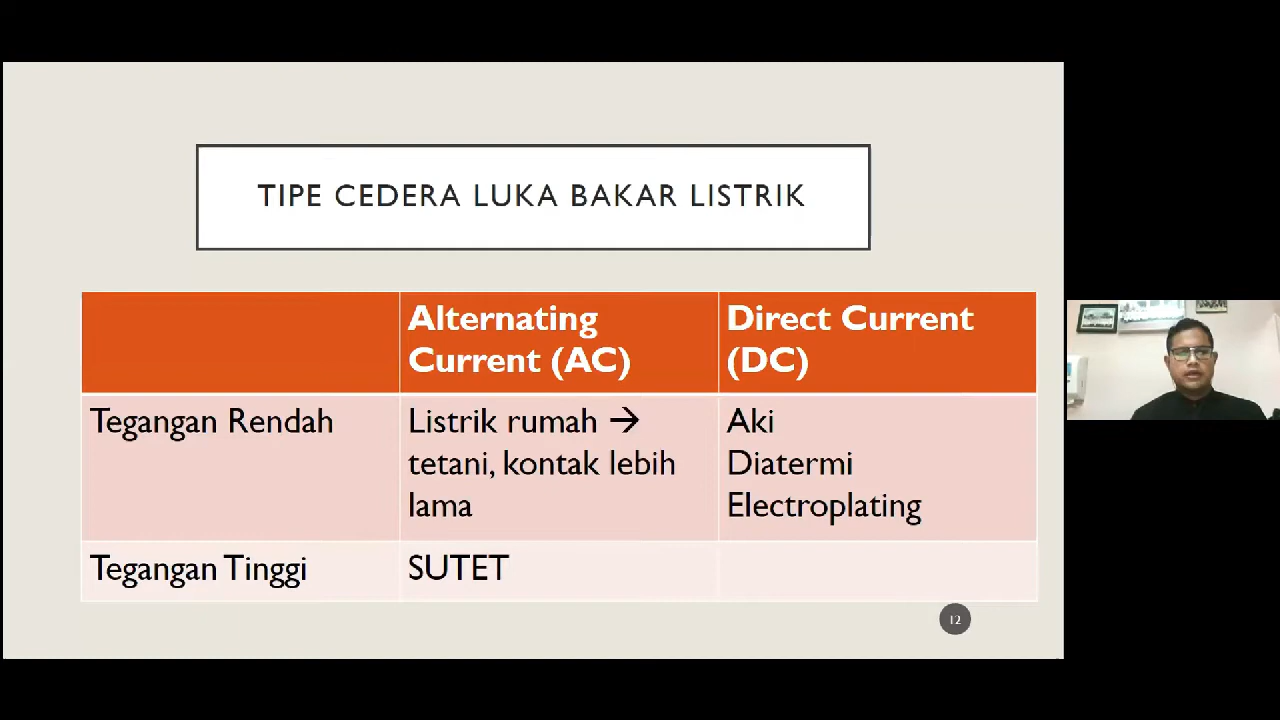 TIPE CEDERA LUKA BAKAR LISTRIK
Alternating
Current (AC)
Direct Current
(DC)
Tegangan Rendah
Listrik rumah →
tetani, kontak lebih
lama
Aki
Diatermi
Electroplating
Tegangan Tinggi
SUTET
12